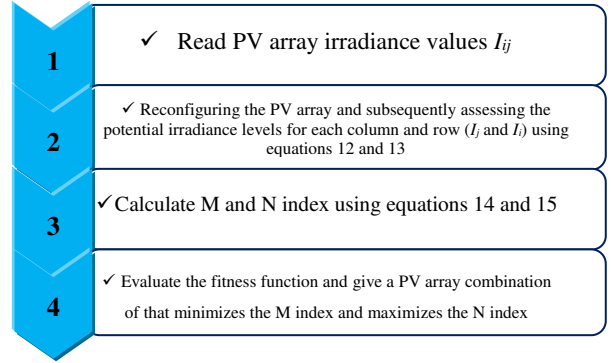 1
✓ Read PV array irradiance values Iij
2
✓ Reconfiguring the PV array and subsequently assessing the
potential irradiance levels for each column and row (Ij and Ii) using
equations 12 and 13
3
✓Calculate M and N index using equations 14 and 15
4
✓ Evaluate the fitness function and give a PV array combination
of that minimizes the M index and maximizes the N index